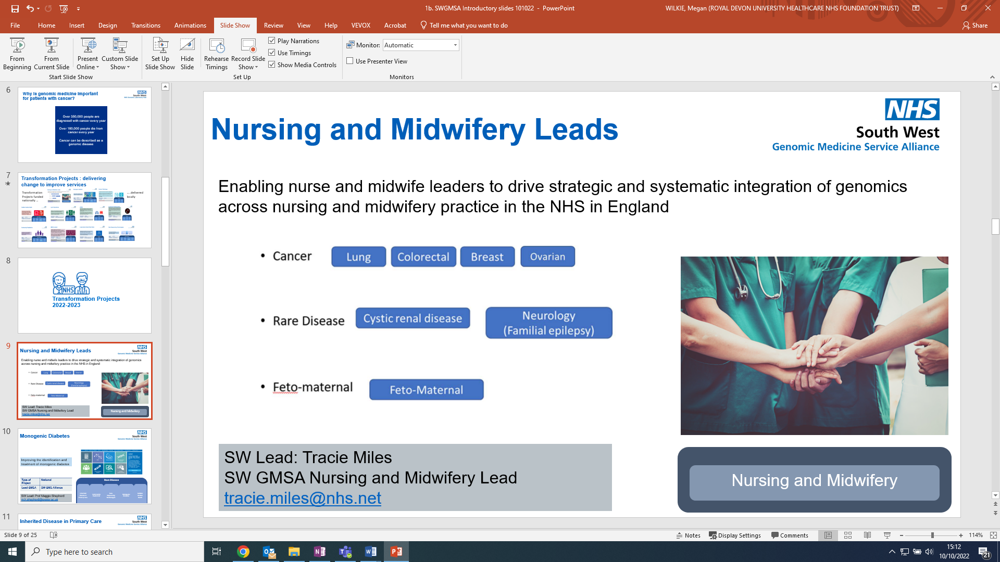 1b. SWGMSA Introductory slides 101022 - PowerPoint
WILKIE, Megan (ROYAL DEVON UNIVERSITY HEALTHCARE NHS FOUNDATION TRUST)
File Home Insert Design Transitions Animations Slide Show Review View Help VEVOX Acrobat Tell me what you want to do
Share
From Beginning
From Current Slide
Present Online
Custom Slide Show
Start Slide Show
Set Up Slide Show
Hide Slide
Rehearse Timings
Record Slide Show
Play Narrations
Use Timings
Show Media Controls
Set Up
Monitor: Automatic
Use Presenter View
Monitors
6
Why is genomic medicine important
for patients with cancer?
NHS
South West
Over 350,000 people are
diagnosed with cancer every year
Over 160,000 people die from
cancer every year
Cancer can be described as a
genomic disease
7
Transformation Projects : delivering
change to improve services
Transformation
Projects funded
nationally ...
.....delivered
locally
8
NHS
Transformation Projects
2022-2023
9
Nursing and Midwifery Leads
NHS
South West
Genomic Medicine Service Alliance
Enabling nurse and midwife leaders to drive strategic and systematic integration of genomics
across nursing and midwifery practice in the NHS in England
• Cancer Lung Colorectal Breast Ovarian
• Rare Disease Cystic renal disease Neurology (Familial epilepsy)
• Feto-maternal Feto-Maternal
SW Lead: Tracie Miles
SW GMSA Nursing and Midwifery Lead
tracie.miles@nhs.net
Nursing and Midwifery
10
Monogenic Diabetes
NHS
South West
Improving the identification and
treatment of monogenic diabetes
Type of Project National
Lead GMSA SW GMS Alliance
Rare Disease
SW Lead: Prof Maggie Shepherd
m.h.shepherd@exeter.ac.uk
11
Inherited Disease in Primary Care
NHS
South West
Nursing and Midwifery Leads
NHS
South West
Genomic Medicine Service Alliance
Enabling nurse and midwife leaders to drive strategic and systematic integration of genomics
across nursing and midwifery practice in the NHS in England
• Cancer Lung Colorectal Breast Ovarian
• Rare Disease Cystic renal disease Neurology
(Familial epilepsy)
• Feto-maternal Feto-Maternal
SW Lead: Tracie Miles
SW GMSA Nursing and Midwifery Lead
tracie.miles@nhs.net
Nursing and Midwifery
Slide 9 of 25
Notes Display Settings Comments 114%
Type here to search
15:12
10/10/2022
21